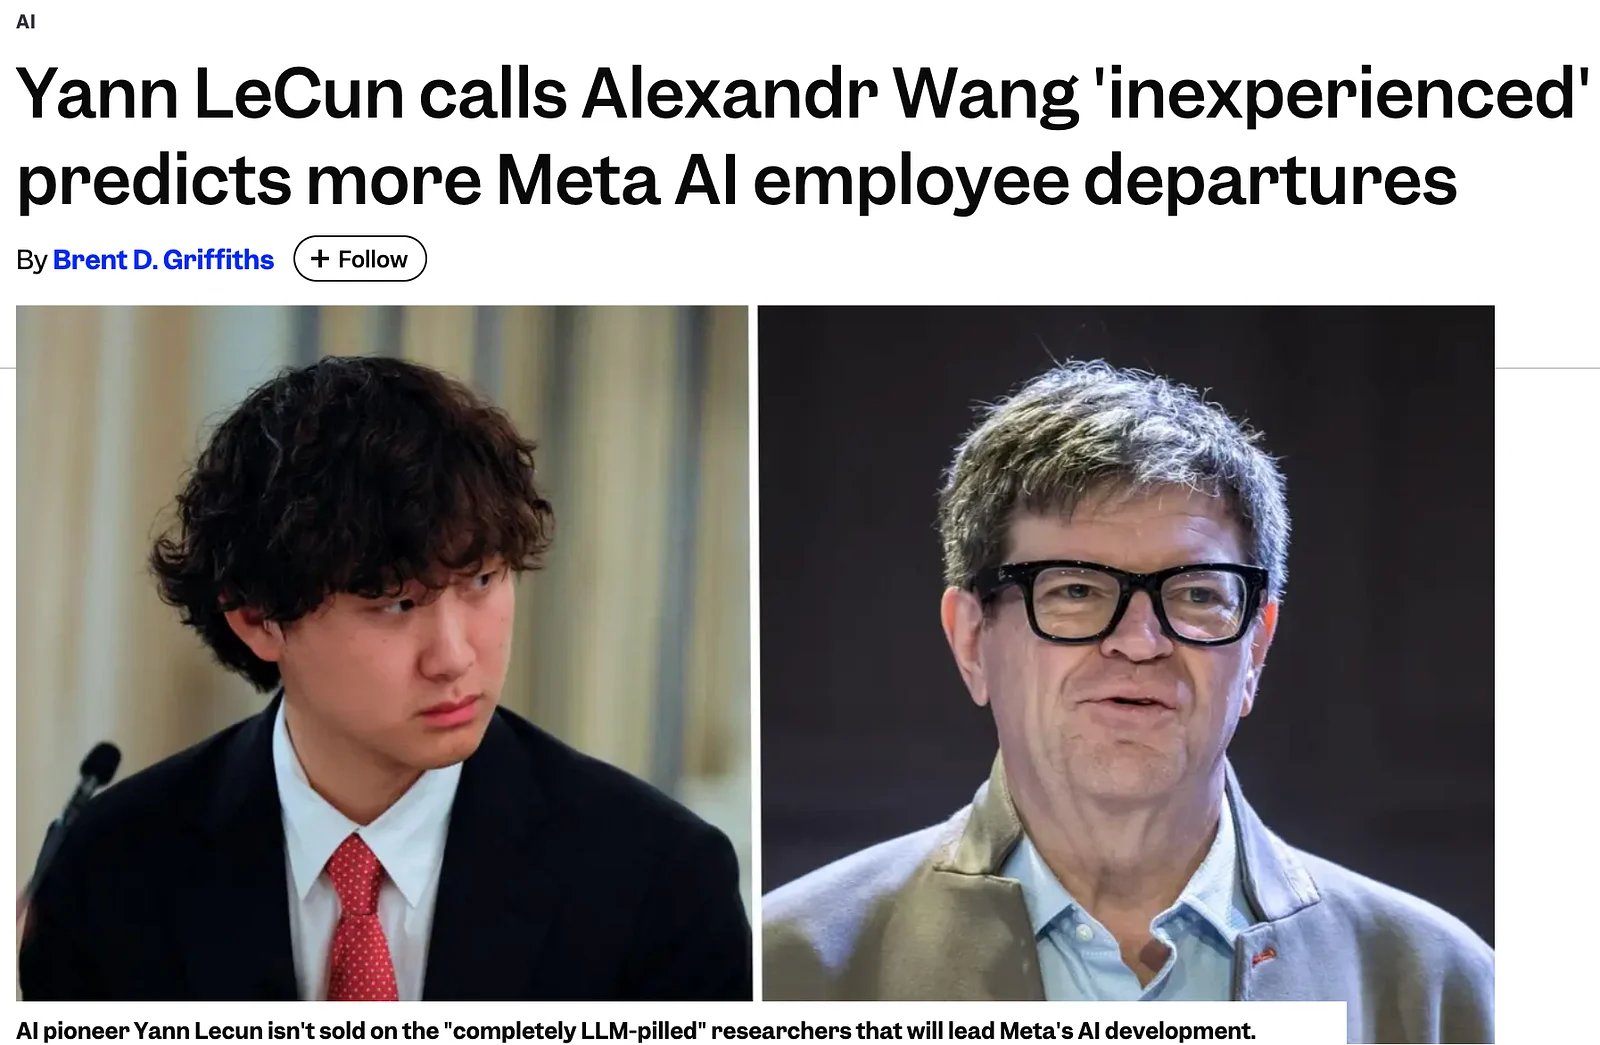 AI
Yann LeCun calls Alexandr Wang 'inexperienced'
predicts more Meta AI employee departures
By Brent D. Griffiths + Follow
AI pioneer Yann Lecun isn't sold on the "completely LLM-pilled" researchers that will lead Meta's AI development.